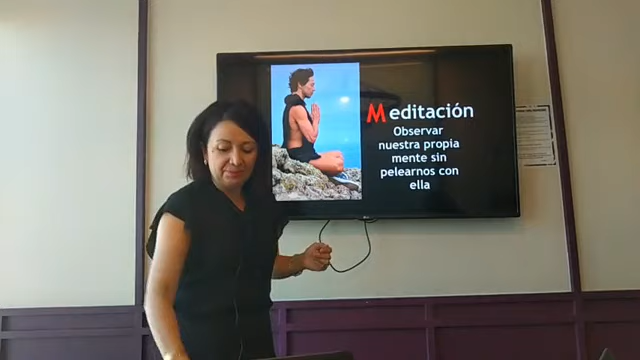 Meditación
Observar
nuestra propia
mente sin
pelearnos con
ella